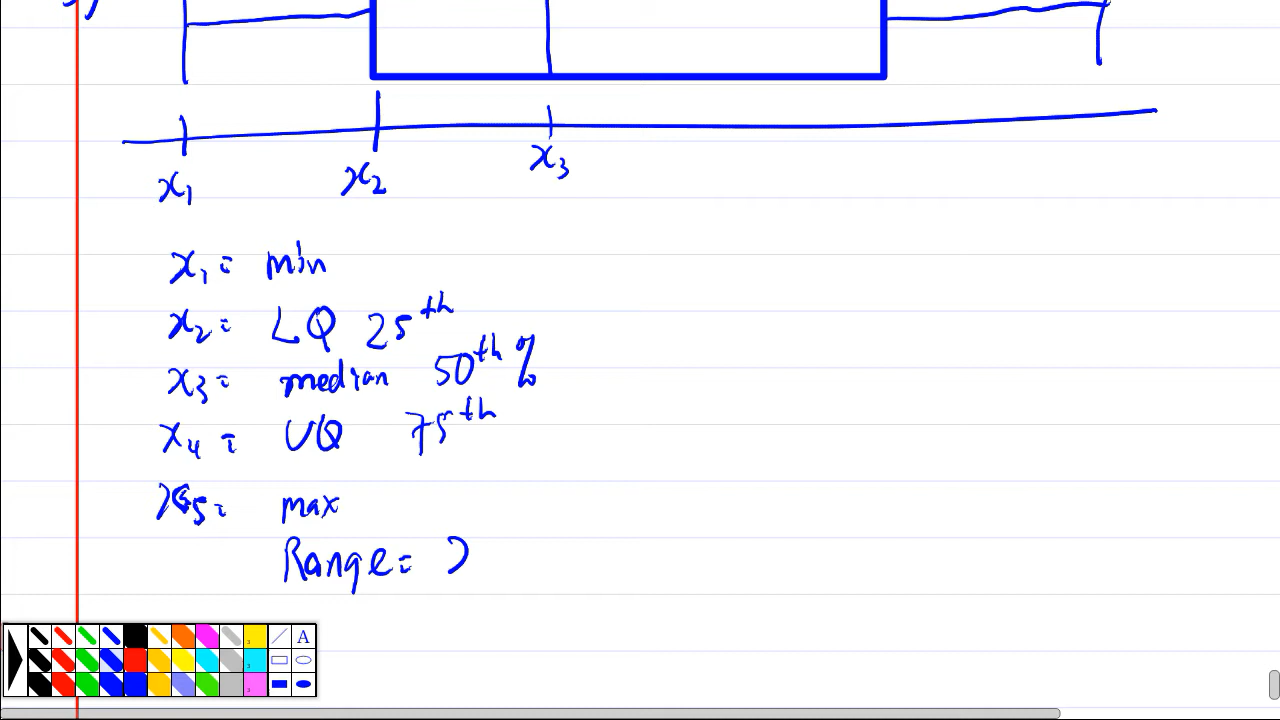 x₁ x₂ x₃
x₁ = min
x₂ = LQ 25th
x₃ = median 50th %
x₄ = UQ 75th
x₅ = max
Range =
A